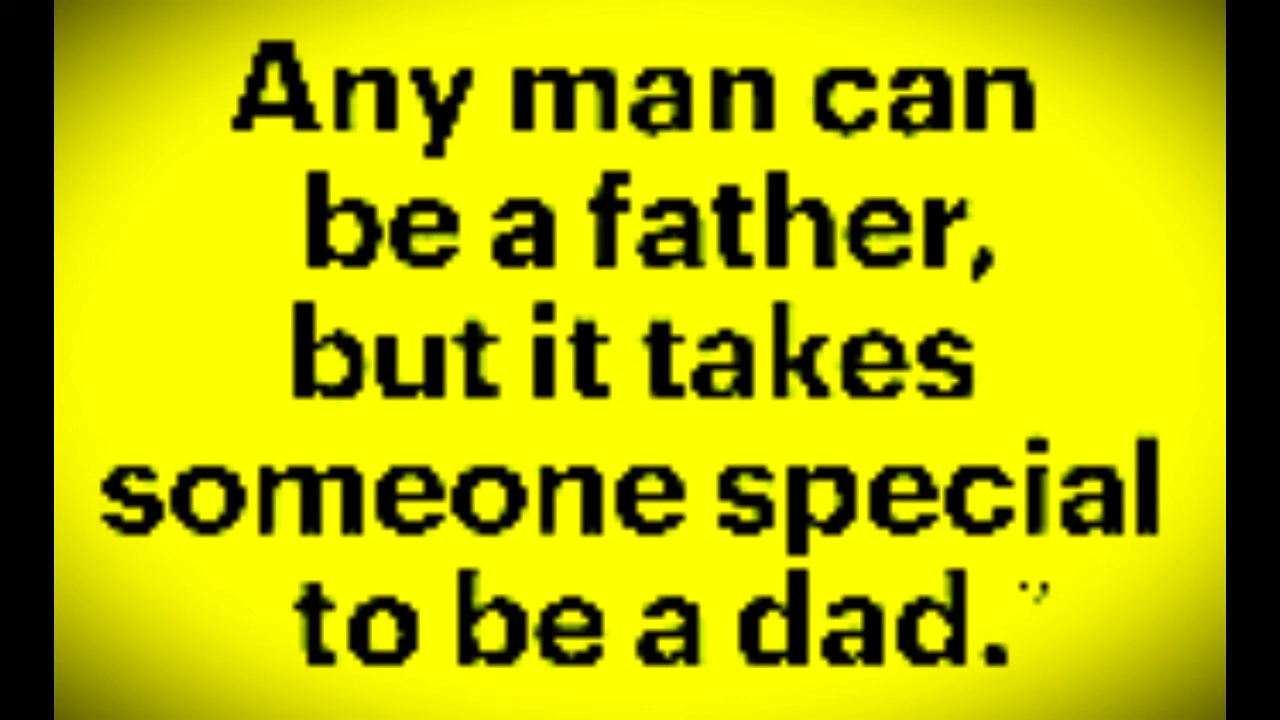 Any man can
be a father,
but it takes
someone special
to be a dad.”